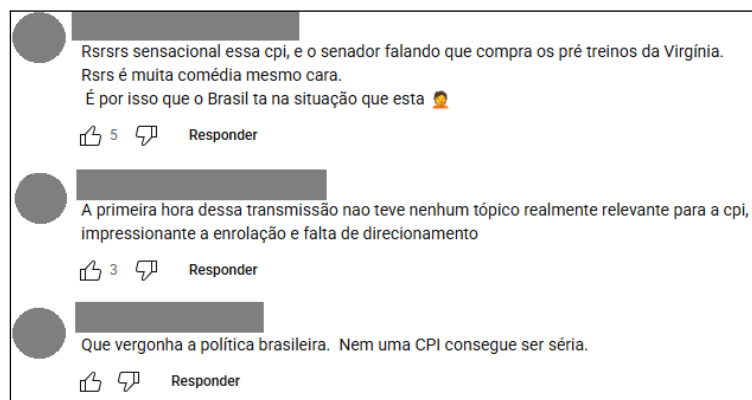 Rsrsrs sensacional essa cpi, e o senador falando que compra os pré treinos da Virgínia.
Rsrs é muita comédia mesmo cara.
É por isso que o Brasil ta na situação que esta 🤦
5 Responder
A primeira hora dessa transmissão nao teve nenhum tópico realmente relevante para a cpi,
impressionante a enrolação e falta de direcionamento
3 Responder
Que vergonha a política brasileira. Nem uma CPI consegue ser séria.
Responder